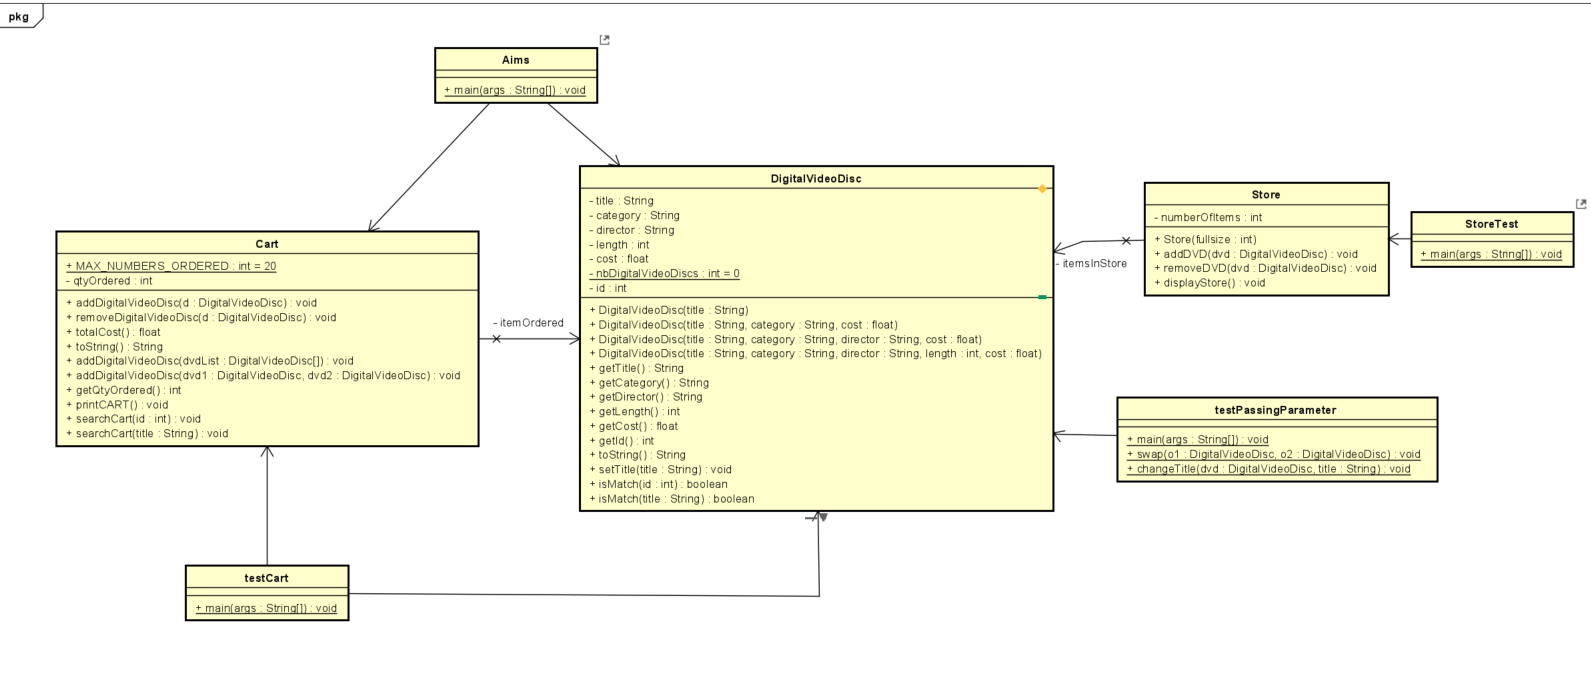 pkg
Aims
+ main(args : String[]) : void
DigitalVideoDisc
- title : String
- category : String
- director : String
- length : int
- cost : float
- nbDigitalVideoDiscs : int = 0
- id : int
+ DigitalVideoDisc(title : String)
+ DigitalVideoDisc(title : String, category : String, cost : float)
+ DigitalVideoDisc(title : String, category : String, director : String, cost : float)
+ DigitalVideoDisc(title : String, category : String, director : String, length : int, cost : float)
+ getTitle() : String
+ getCategory() : String
+ getDirector() : String
+ getLength() : int
+ getCost() : float
+ getId() : int
+ toString() : String
+ setTitle(title : String) : void
+ isMatch(id : int) : boolean
+ isMatch(title : String) : boolean
Store
- numberOfItems : int
+ Store(fullsize : int)
+ addDVD(dvd : DigitalVideoDisc) : void
+ removeDVD(dvd : DigitalVideoDisc) : void
+ displayStore() : void
- itemsInStore
StoreTest
+ main(args : String[]) : void
Cart
+ MAX_NUMBERS_ORDERED : int = 20
- qtyOrdered : int
+ addDigitalVideoDisc(d : DigitalVideoDisc) : void
+ removeDigitalVideoDisc(d : DigitalVideoDisc) : void
+ totalCost() : float
+ toString() : String
+ addDigitalVideoDisc(dvdList : DigitalVideoDisc[]) : void
+ addDigitalVideoDisc(dvd1 : DigitalVideoDisc, dvd2 : DigitalVideoDisc) : void
+ getQtyOrdered() : int
+ printCART() : void
+ searchCart(id : int) : void
+ searchCart(title : String) : void
- itemOrdered
testPassingParameter
+ main(args : String[]) : void
+ swap(o1 : DigitalVideoDisc, o2 : DigitalVideoDisc) : void
+ changeTitle(dvd : DigitalVideoDisc, title : String) : void
testCart
+ main(args : String[]) : void